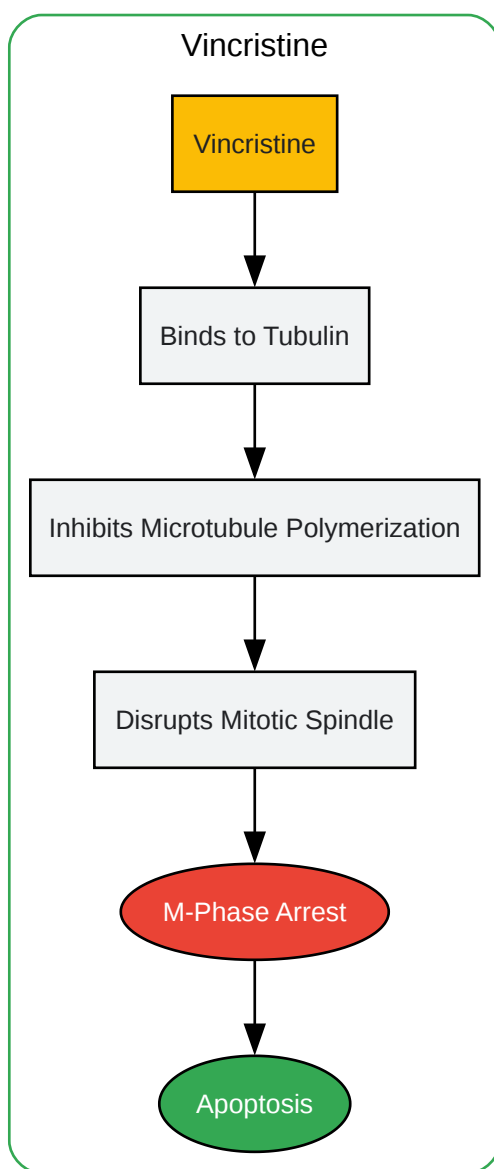 Vincristine
Vincristine
Binds to Tubulin
Inhibits Microtubule Polymerization
Disrupts Mitotic Spindle
M-Phase Arrest
Apoptosis